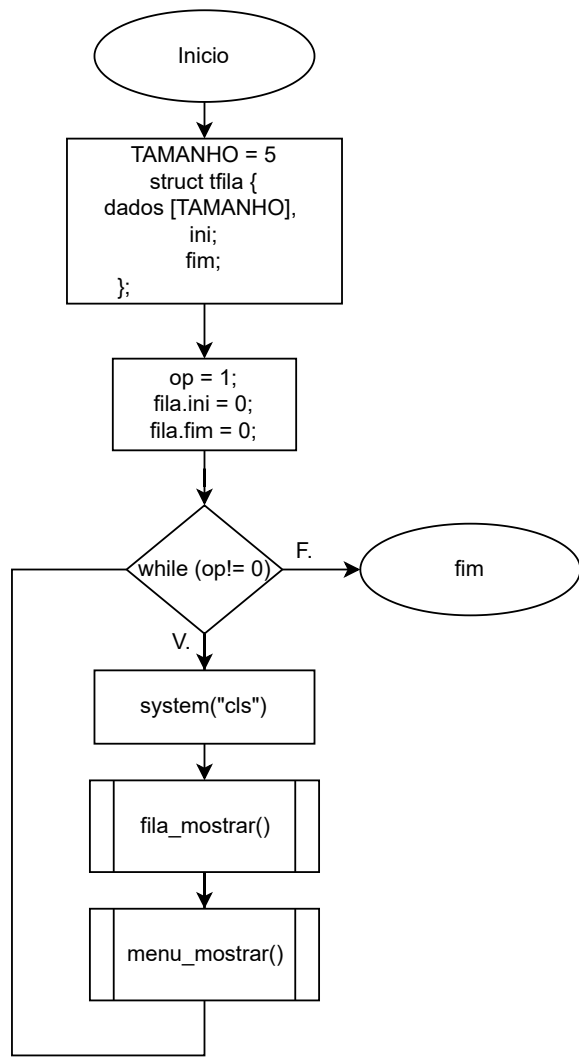 Inicio
TAMANHO = 5
struct tfila {
dados [TAMANHO],
ini;
fim;
};
op = 1;
fila.ini = 0;
fila.fim = 0;
while (op!= 0)
F.
fim
V.
system("cls")
fila_mostrar()
menu_mostrar()